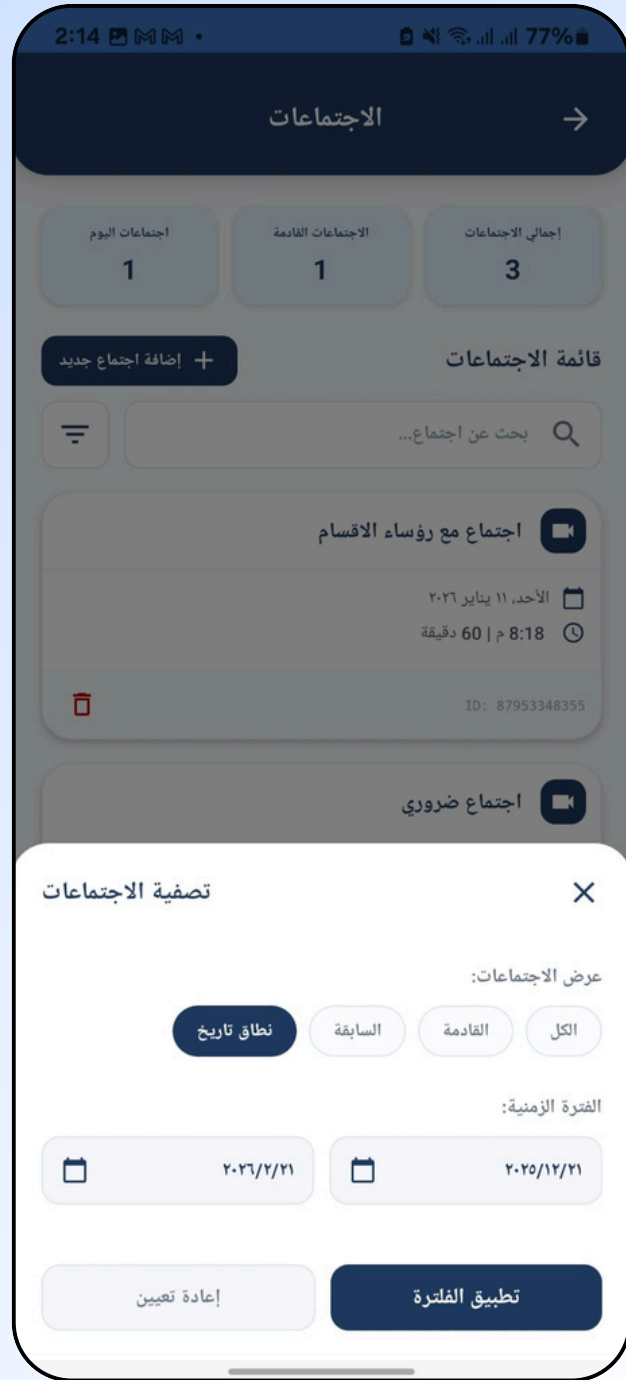 2:14 77%
الاجتماعات
إجمالي الاجتماعات
3
الاجتماعات القادمة
1
اجتماعات اليوم
1
قائمة الاجتماعات
إضافة اجتماع جديد
بحث عن اجتماع...
اجتماع مع رؤساء الاقسام
الأحد، ١١ يناير ٢٠٢٦
8:18 م | 60 دقيقة
ID: 87953348355
اجتماع ضروري
تصفية الاجتماعات
عرض الاجتماعات:
الكل
القادمة
السابقة
نطاق تاريخ
الفترة الزمنية:
٢٠٢٥/١٢/٢١
٢٠٢٦/٢/٢١
تطبيق الفلترة
إعادة تعيين